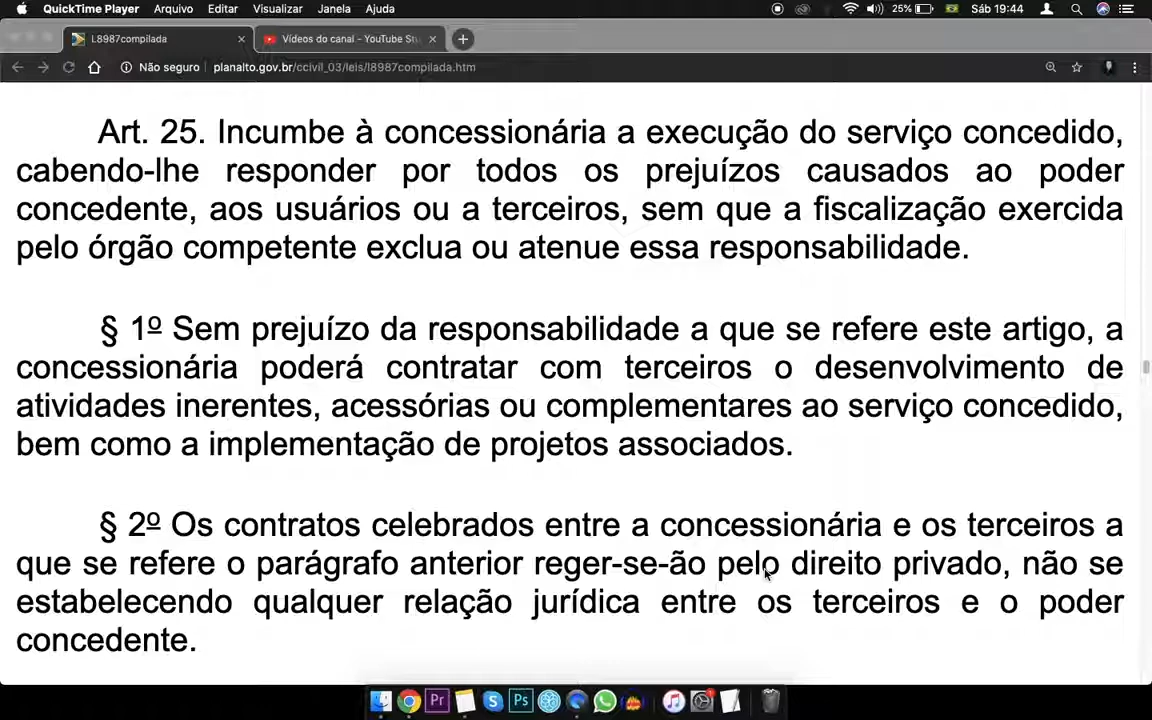 QuickTime Player Arquivo Editar Visualizar Janela Ajuda 25% Sáb 19:44
L8987compilada Vídeos do canal - YouTube Stu
Não seguro planalto.gov.br/ccivil_03/leis/l8987compilada.htm
Art. 25. Incumbe à concessionária a execução do serviço concedido,
cabendo-lhe responder por todos os prejuízos causados ao poder
concedente, aos usuários ou a terceiros, sem que a fiscalização exercida
pelo órgão competente exclua ou atenue essa responsabilidade.
§ 1º Sem prejuízo da responsabilidade a que se refere este artigo, a
concessionária poderá contratar com terceiros o desenvolvimento de
atividades inerentes, acessórias ou complementares ao serviço concedido,
bem como a implementação de projetos associados.
§ 2º Os contratos celebrados entre a concessionária e os terceiros a
que se refere o parágrafo anterior reger-se-ão pelo direito privado, não se
estabelecendo qualquer relação jurídica entre os terceiros e o poder
concedente.
Pr S Ps